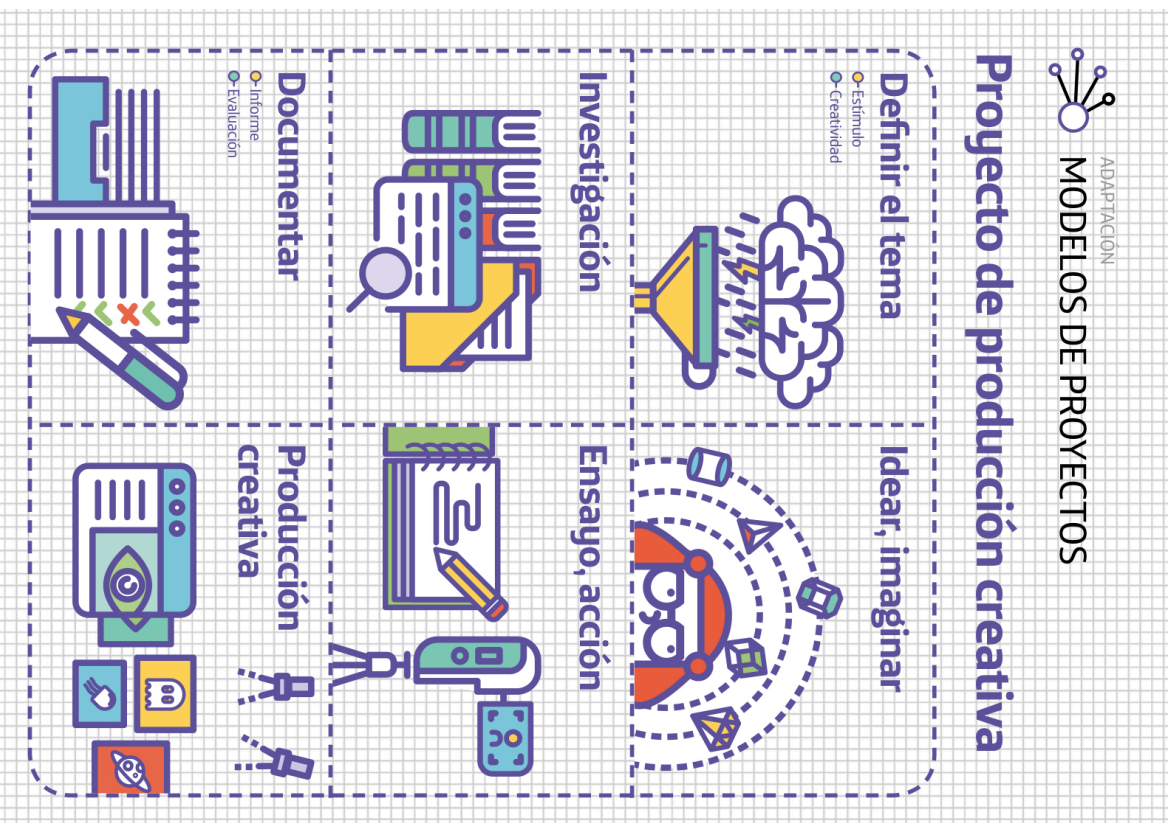 ADAPTACIÓN
MODELOS DE PROYECTOS
Proyecto de producción creativa
Definir el tema
Estímulo
Creatividad
Idear, imaginar
Investigación
Ensayo, acción
Documentar
Informe
Evaluación
Producción
creativa